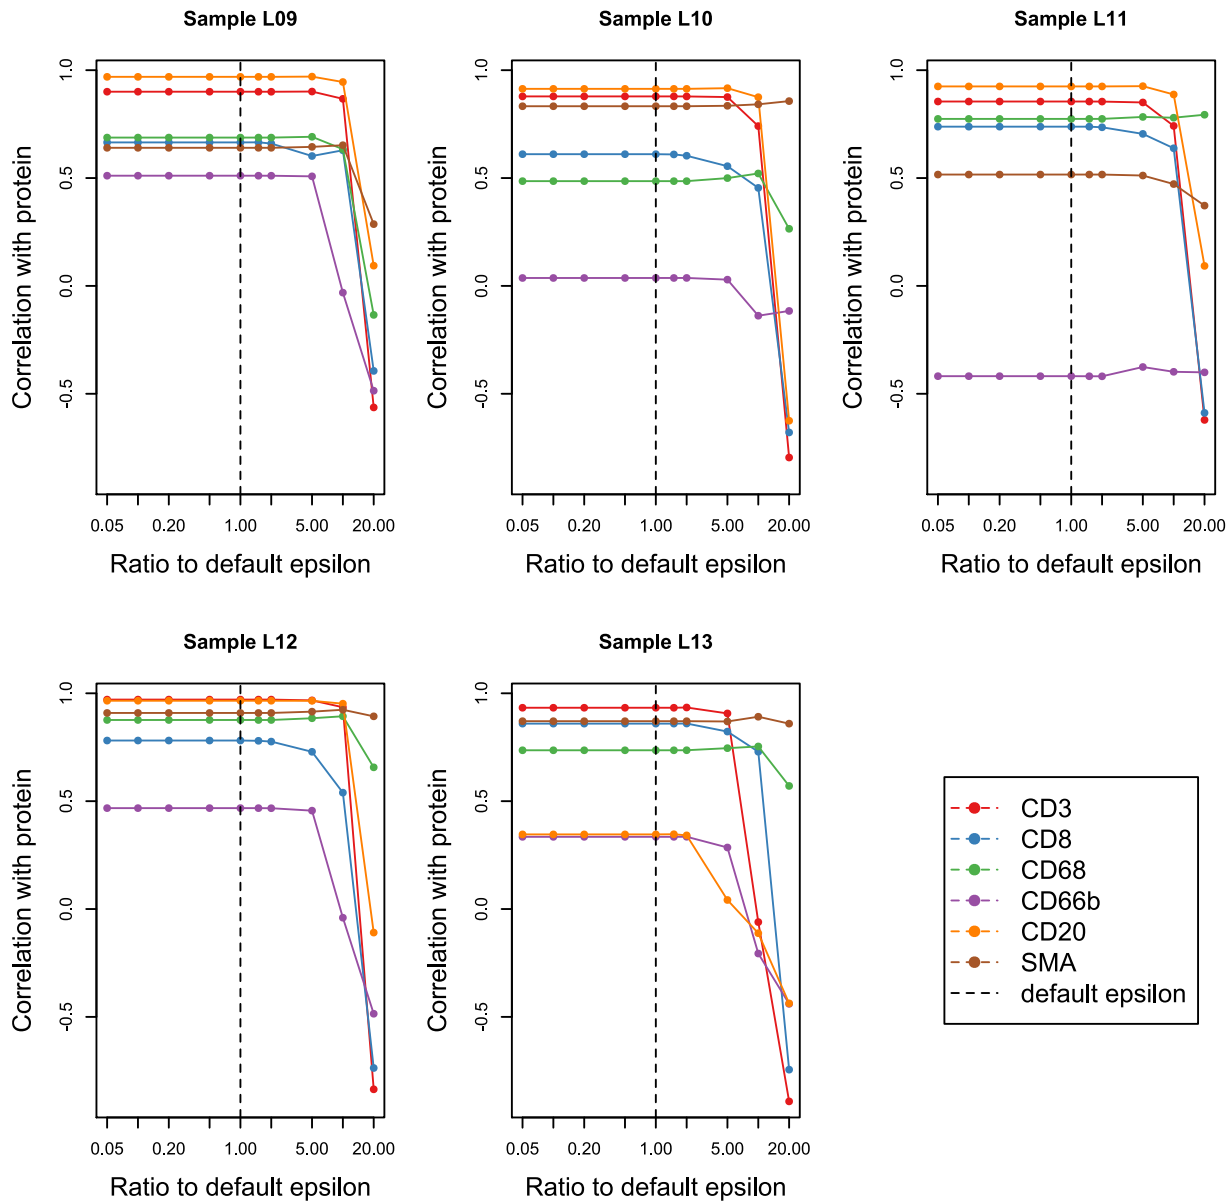 Sample L09
Correlation with protein
1.0
0.5
0.0
-0.5
0.05 0.20 1.00 5.00 20.00
Ratio to default epsilon
Sample L10
Correlation with protein
1.0
0.5
0.0
-0.5
0.05 0.20 1.00 5.00 20.00
Ratio to default epsilon
Sample L11
Correlation with protein
1.0
0.5
0.0
-0.5
0.05 0.20 1.00 5.00 20.00
Ratio to default epsilon
Sample L12
Correlation with protein
1.0
0.5
0.0
-0.5
0.05 0.20 1.00 5.00 20.00
Ratio to default epsilon
Sample L13
Correlation with protein
1.0
0.5
0.0
-0.5
0.05 0.20 1.00 5.00 20.00
Ratio to default epsilon
CD3
CD8
CD68
CD66b
CD20
SMA
default epsilon